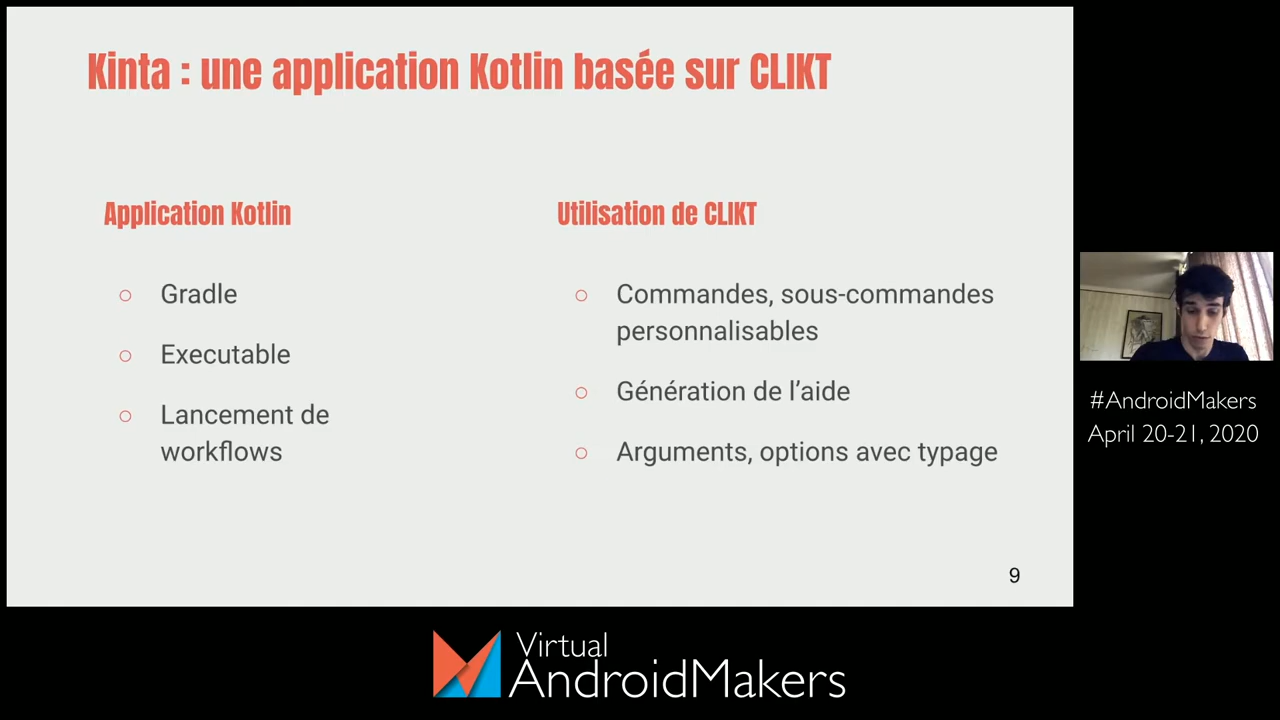 Kinta : une application Kotlin basée sur CLIKT
Application Kotlin
○ Gradle
○ Executable
○ Lancement de
workflows
Utilisation de CLIKT
○ Commandes, sous-commandes
personnalisables
○ Génération de l’aide
○ Arguments, options avec typage
9
#AndroidMakers
April 20-21, 2020
Virtual
AndroidMakers